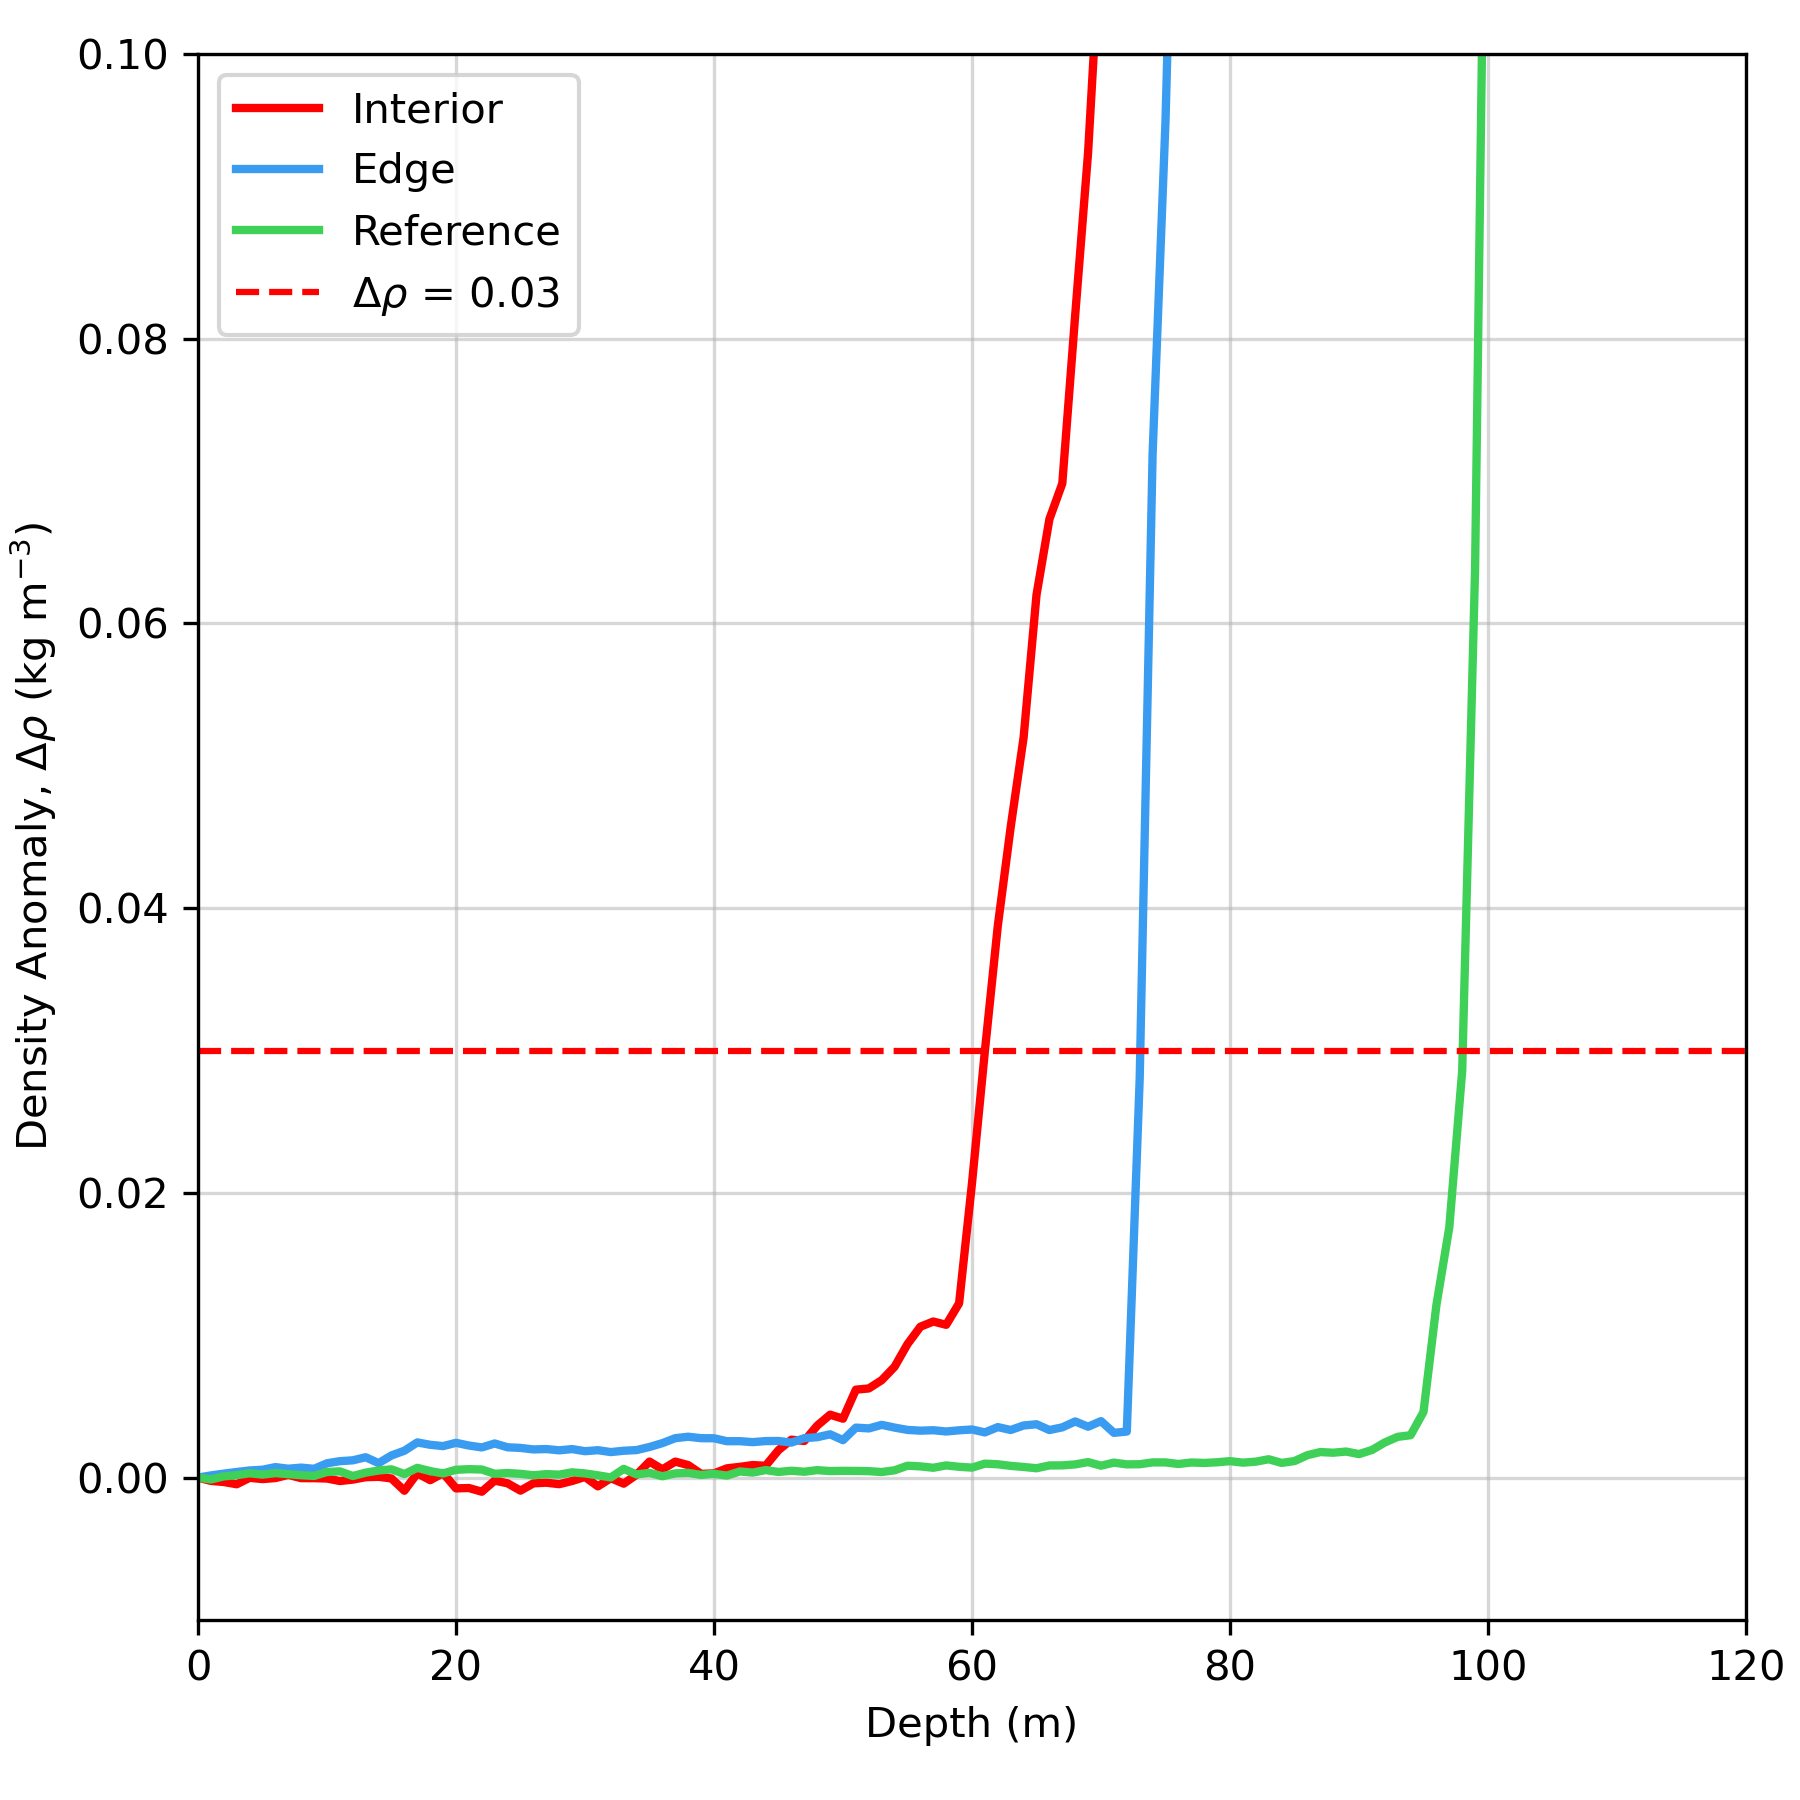 0.10
0.08
0.06
0.04
0.02
0.00
Density Anomaly, Δρ (kg m⁻³)
Interior
Edge
Reference
Δρ = 0.03
0 20 40 60 80 100 120
Depth (m)